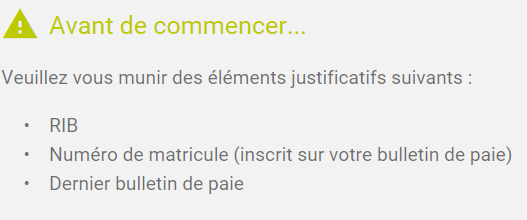 Avant de commencer...
Veuillez vous munir des éléments justificatifs suivants :
• RIB
• Numéro de matricule (inscrit sur votre bulletin de paie)
• Dernier bulletin de paie